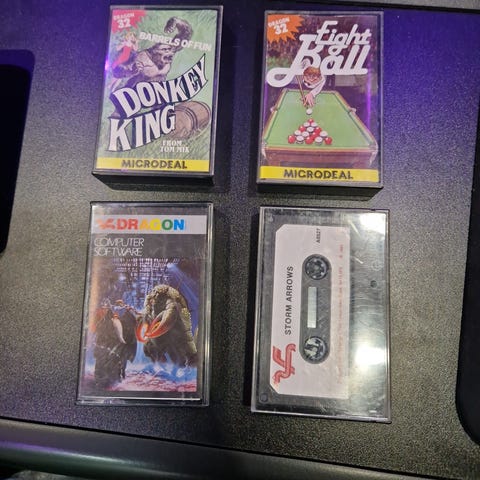 DRAGON
32
BARRELS OF FUN
DONKEY
KING
FROM
TOM MIX
MICRODEAL
DRAGON
32
Eight
Ball
MICRODEAL
DRAGON
COMPUTER
SOFTWARE
STORM ARROWS